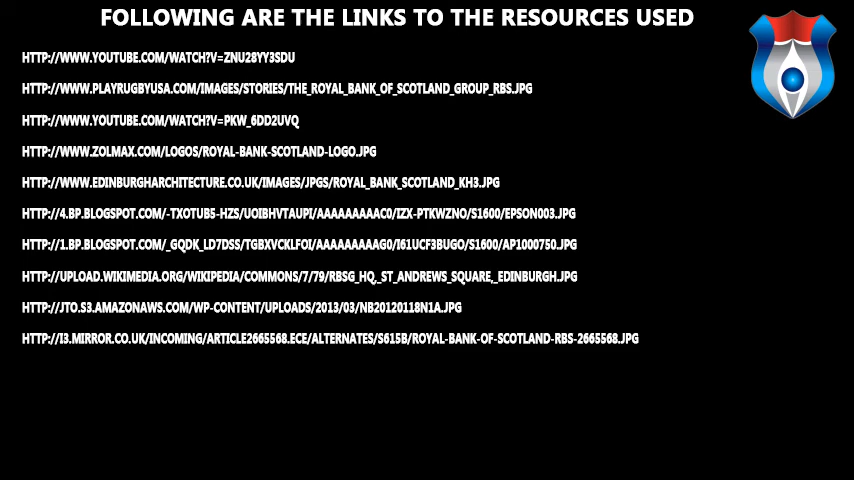 FOLLOWING ARE THE LINKS TO THE RESOURCES USED
HTTP://WWW.YOUTUBE.COM/WATCH?V=ZNU28YY3SDU
HTTP://WWW.PLAYRUGBYUSA.COM/IMAGES/STORIES/THE_ROYAL_BANK_OF_SCOTLAND_GROUP_RBS.JPG
HTTP://WWW.YOUTUBE.COM/WATCH?V=PKW_6DD2UVQ
HTTP://WWW.ZOLMAX.COM/LOGOS/ROYAL-BANK-SCOTLAND-LOGO.JPG
HTTP://WWW.EDINBURGHARCHITECTURE.CO.UK/IMAGES/JPGS/ROYAL_BANK_SCOTLAND_KH3.JPG
HTTP://4.BP.BLOGSPOT.COM/-TXOTUB5-HZS/UOIBHVTAUPI/AAAAAAAAAC0/IZX-PTKWZNO/S1600/EPSON003.JPG
HTTP://1.BP.BLOGSPOT.COM/_GQDK_LD7DSS/TGBXVCKLFOI/AAAAAAAAAG0/I61UCF3BUGO/S1600/AP1000750.JPG
HTTP://UPLOAD.WIKIMEDIA.ORG/WIKIPEDIA/COMMONS/7/79/RBSG_HQ,_ST_ANDREWS_SQUARE,_EDINBURGH.JPG
HTTP://JTO.S3.AMAZONAWS.COM/WP-CONTENT/UPLOADS/2013/03/NB20120118N1A.JPG
HTTP://I3.MIRROR.CO.UK/INCOMING/ARTICLE2665568.ECE/ALTERNATES/S615B/ROYAL-BANK-OF-SCOTLAND-RBS-2665568.JPG